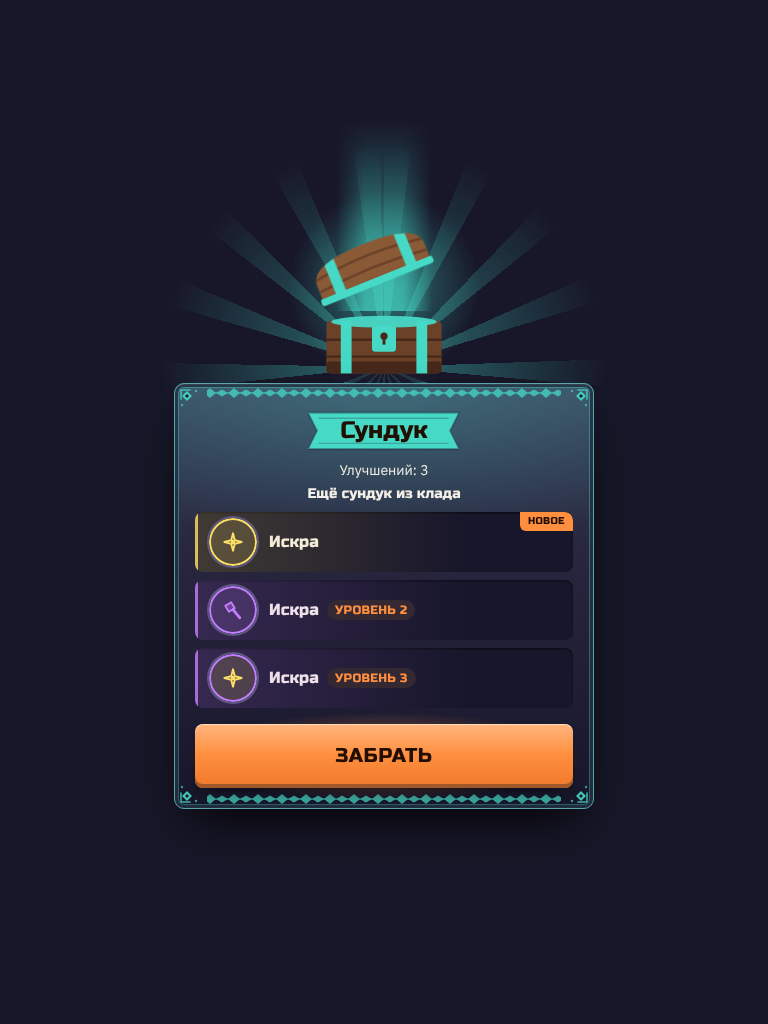 Сундук
Улучшений: 3
Ещё сундук из клада
НОВОЕ
Искра
Искра УРОВЕНЬ 2
Искра УРОВЕНЬ 3
ЗАБРАТЬ